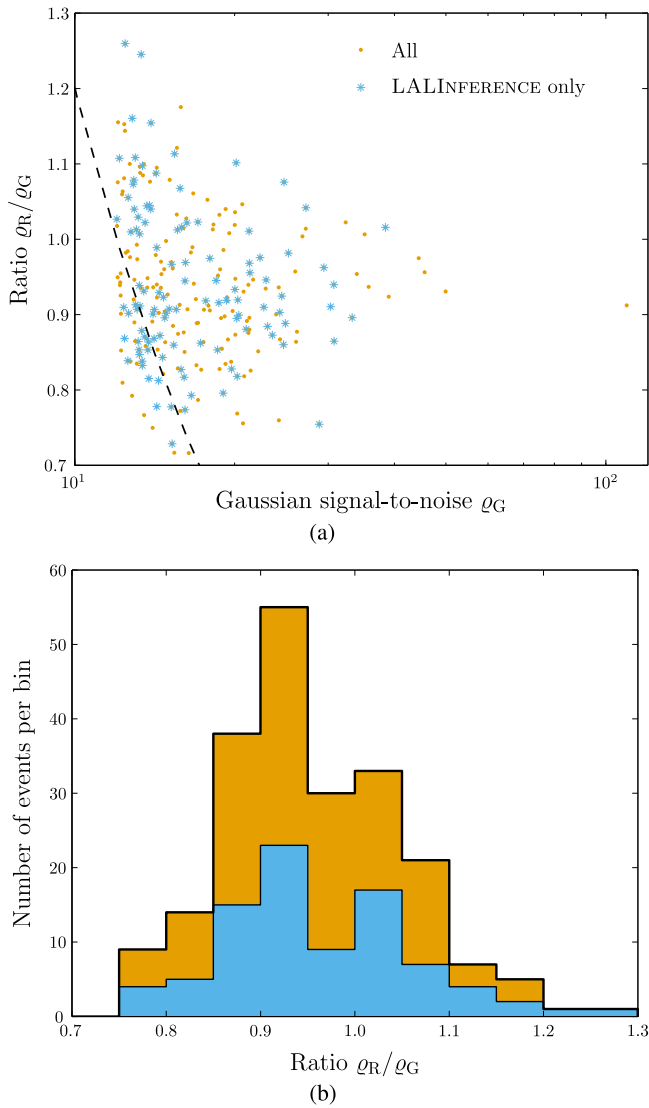 1.3
1.2
1.1
1.0
0.9
0.8
0.7
Ratio ϱR/ϱG
All
LALINFERENCE only
10¹ 10²
Gaussian signal-to-noise ϱG
(a)
60
50
40
30
20
10
0
Number of events per bin
0.7 0.8 0.9 1.0 1.1 1.2 1.3
Ratio ϱR/ϱG
(b)